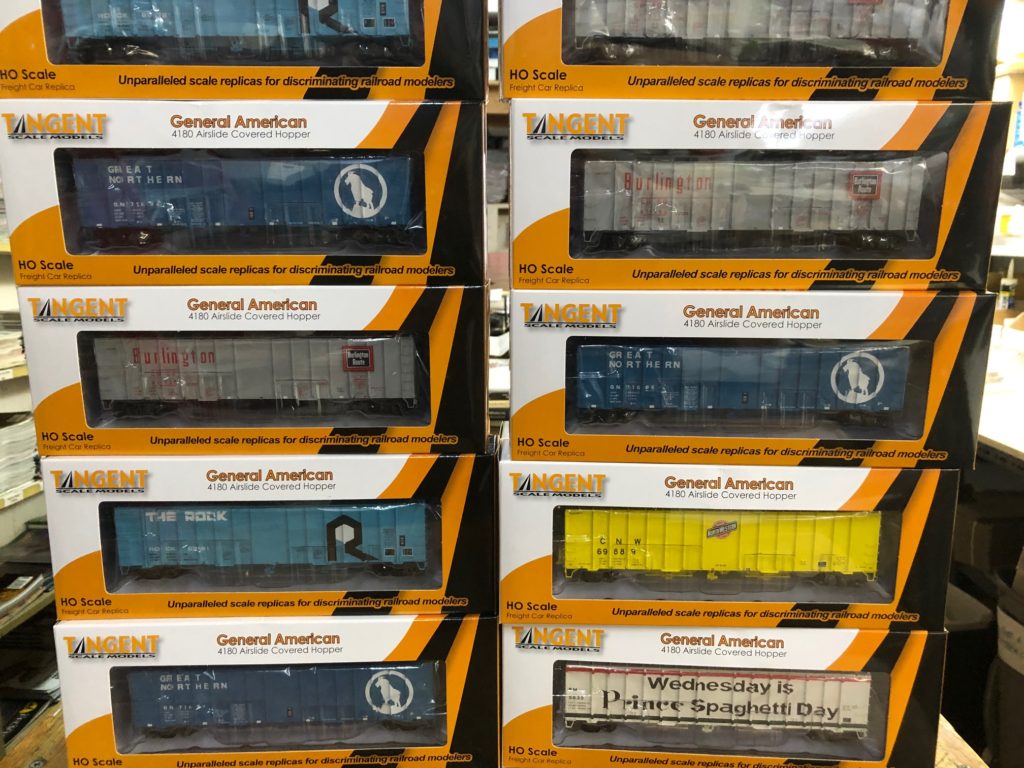 HO Scale
Freight Car Replica
Unparalleled scale replicas for discriminating railroad modelers
TANGENT
SCALE MODELS
General American
4180 Airslide Covered Hopper
GREAT
NORTHERN
HO Scale
Freight Car Replica
Unparalleled scale replicas for discriminating railroad modelers
TANGENT
SCALE MODELS
General American
4180 Airslide Covered Hopper
Burlington
Burlington
Route
HO Scale
Freight Car Replica
Unparalleled scale replicas for discriminating railroad modelers
TANGENT
SCALE MODELS
General American
4180 Airslide Covered Hopper
THE ROCK
ROCK
R
HO Scale
Freight Car Replica
Unparalleled scale replicas for discriminating railroad modelers
TANGENT
SCALE MODELS
General American
4180 Airslide Covered Hopper
GREAT
NORTHERN
HO Scale
Unparalleled scale replicas for discriminating railroad modelers
HO Scale
Freight Car Replica
Unparalleled scale replicas for discriminating railroad modelers
TANGENT
SCALE MODELS
General American
4180 Airslide Covered Hopper
Burlington
HO Scale
Freight Car Replica
Unparalleled scale replicas for discriminating railroad modelers
TANGENT
SCALE MODELS
General American
4180 Airslide Covered Hopper
GREAT
NORTHERN
HO Scale
Freight Car Replica
Unparalleled scale replicas for discriminating railroad modelers
TANGENT
SCALE MODELS
General American
4180 Airslide Covered Hopper
CNW
69889
NORTH WESTERN
HO Scale
Freight Car Replica
Unparalleled scale replicas for discriminating railroad modelers
TANGENT
SCALE MODELS
General American
4180 Airslide Covered Hopper
Wednesday is
Prince Spaghetti Day
HO Scale
Freight Car Replica
Unparalleled scale replicas for discriminating railroad modelers